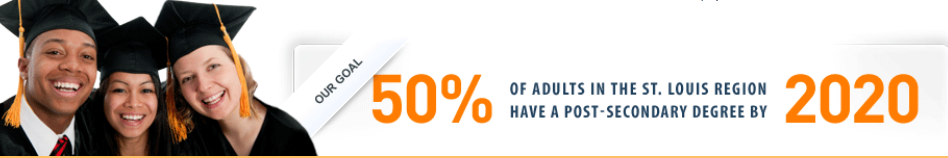 OUR GOAL
50%
OF ADULTS IN THE ST. LOUIS REGION
HAVE A POST-SECONDARY DEGREE BY
2020